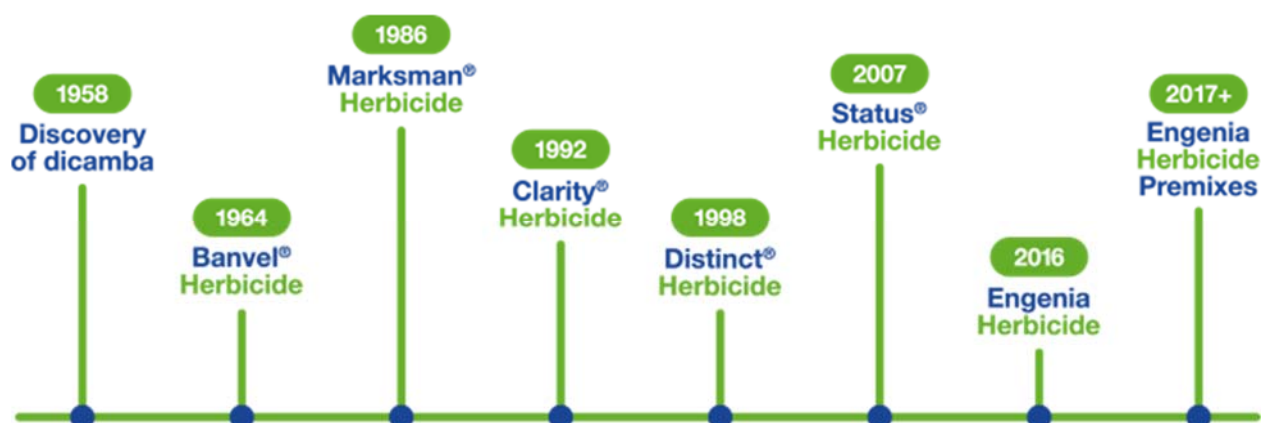 1958
Discovery
of dicamba
1964
Banvel®
Herbicide
1986
Marksman®
Herbicide
1992
Clarity®
Herbicide
1998
Distinct®
Herbicide
2007
Status®
Herbicide
2016
Engenia
Herbicide
2017+
Engenia
Herbicide
Premixes